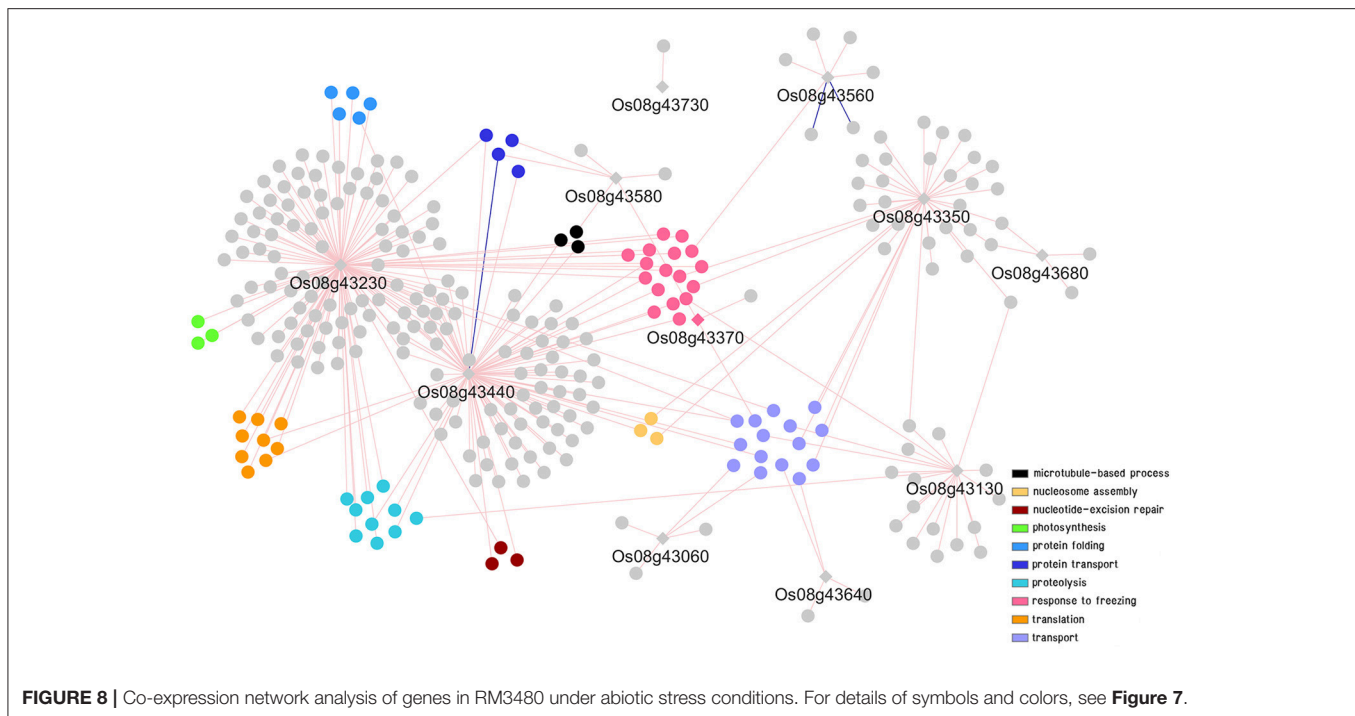 Os08g43730
Os08g43560
Os08g43580
Os08g43350
Os08g43680
Os08g43230
Os08g43370
Os08g43440
Os08g43130
Os08g43060
Os08g43640
microtubule-based process
nucleosome assembly
nucleotide-excision repair
photosynthesis
protein folding
protein transport
proteolysis
response to freezing
translation
transport
FIGURE 8 | Co-expression network analysis of genes in RM3480 under abiotic stress conditions. For details of symbols and colors, see Figure 7.